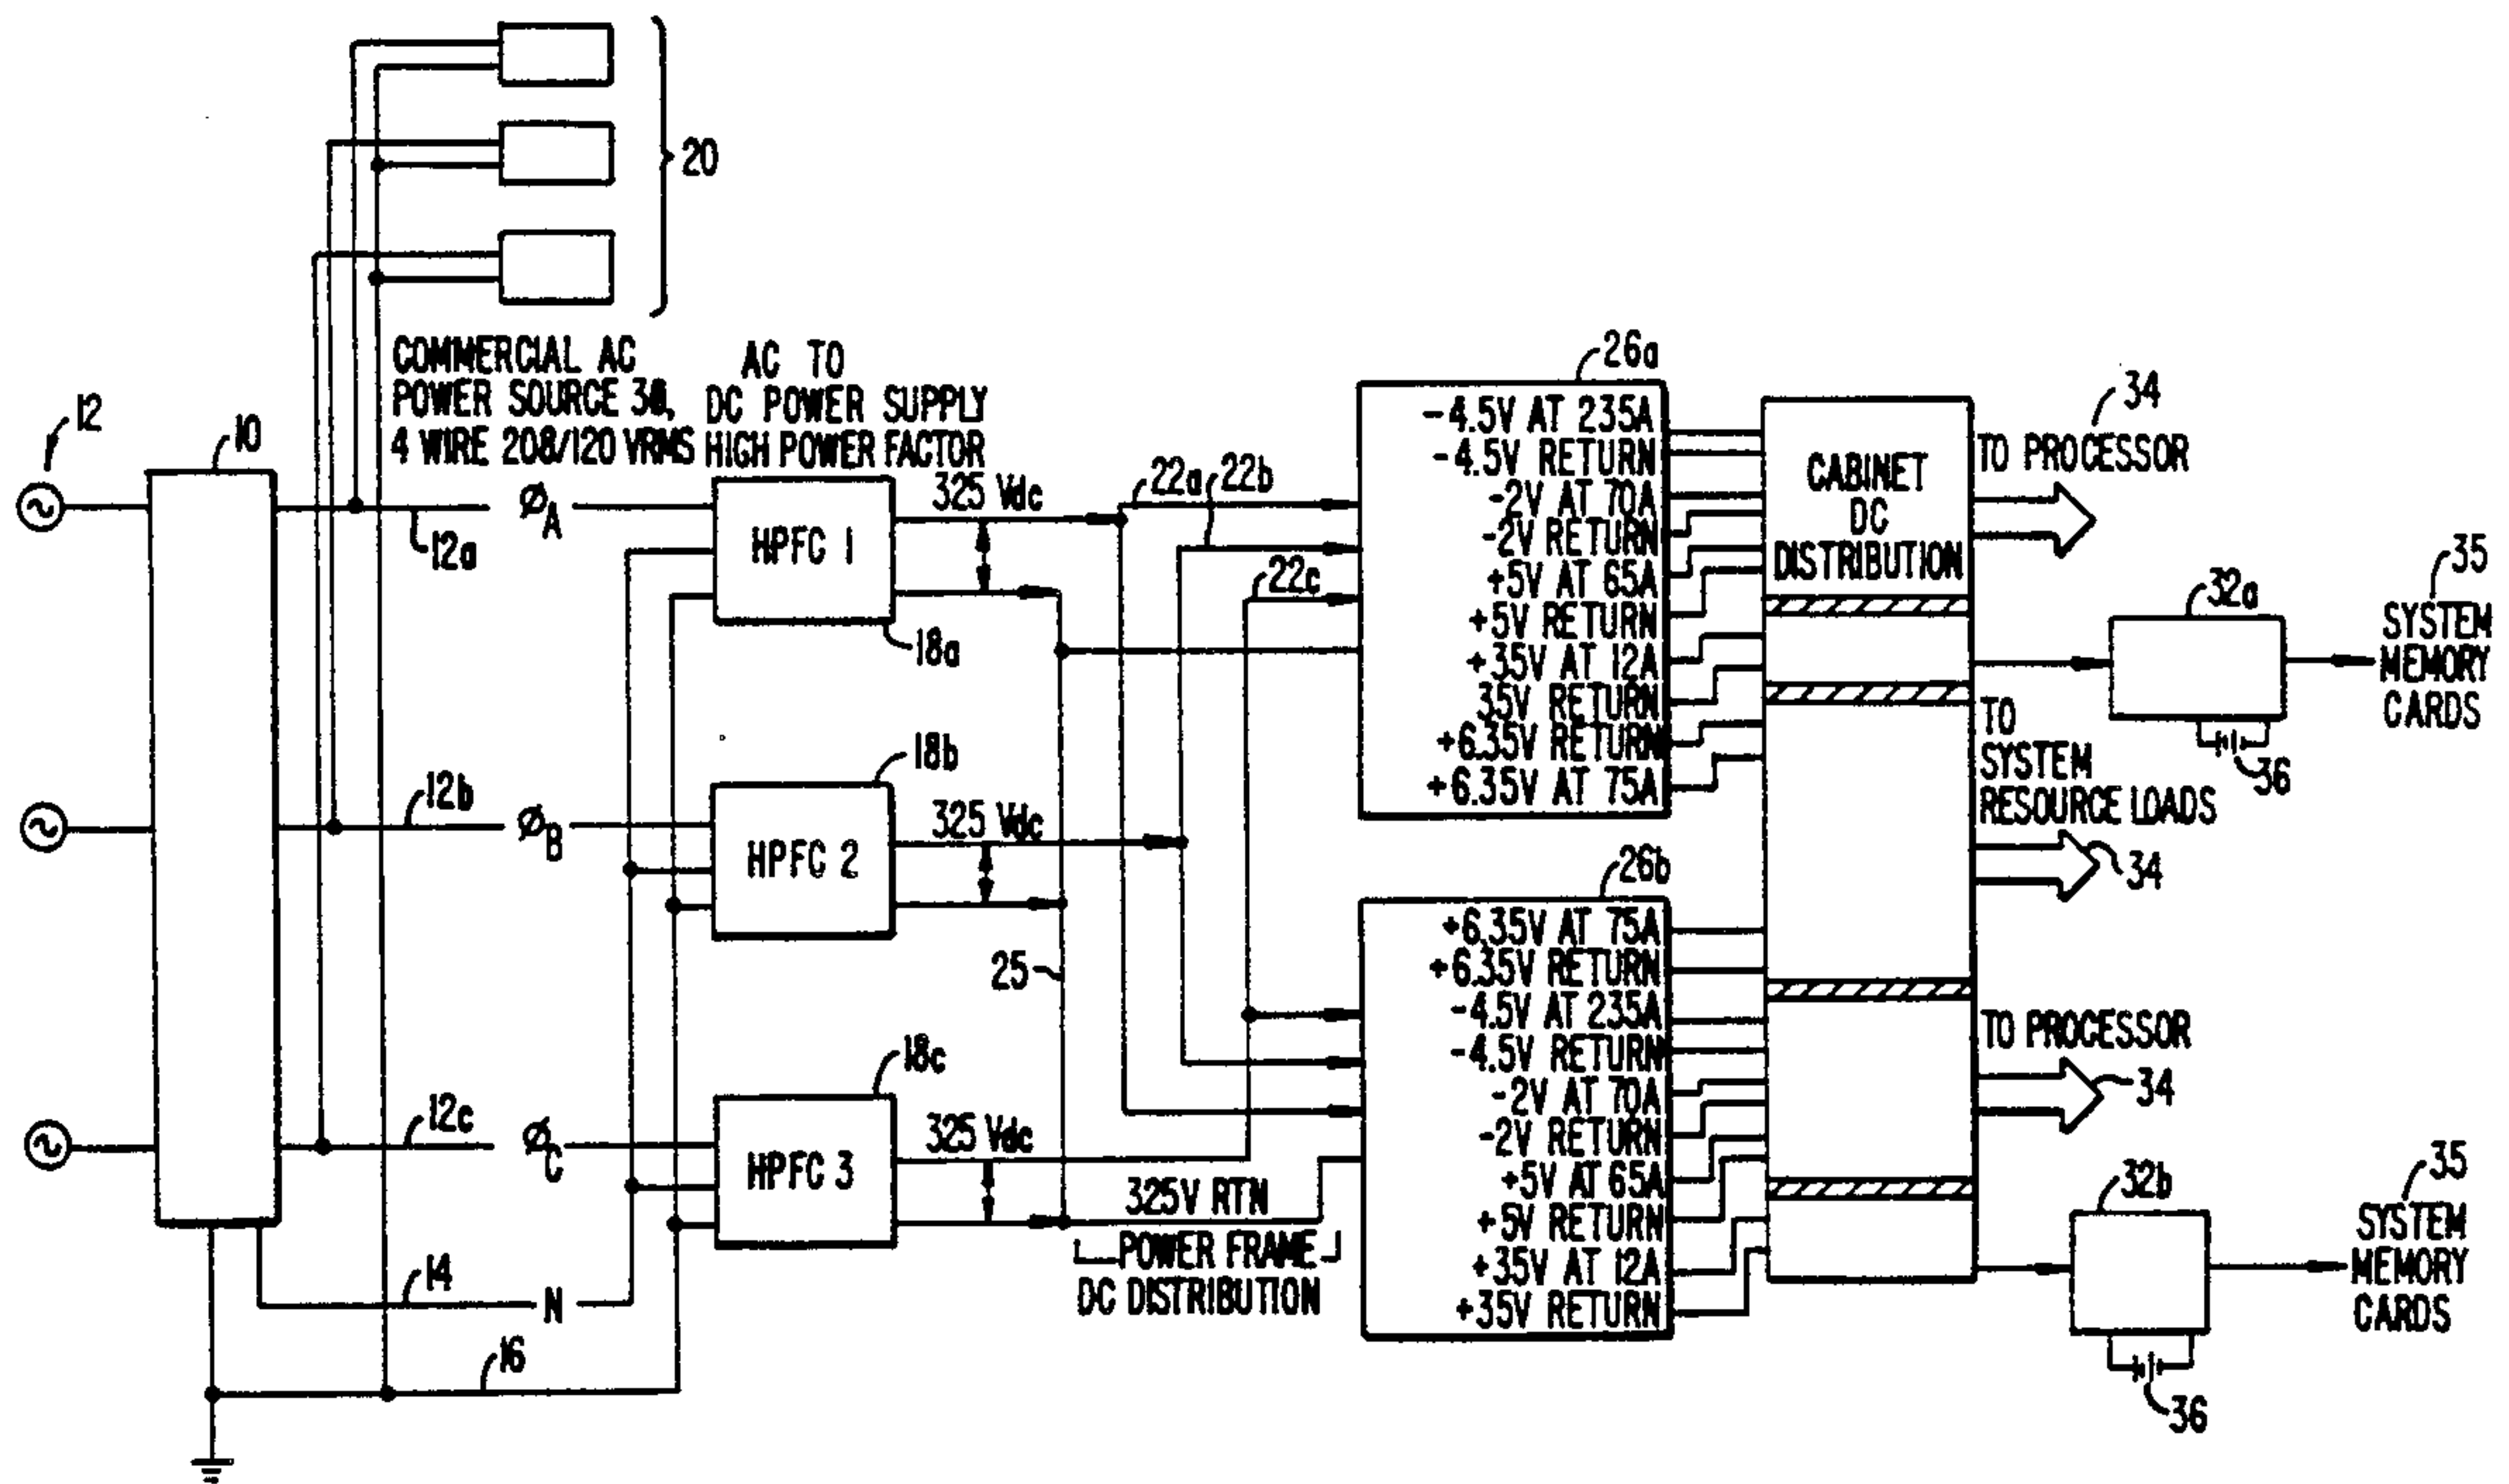 20
COMMERCIAL AC
POWER SOURCE 3Ø,
4 WIRE 208/120 VRMS
AC TO
DC POWER SUPPLY
HIGH POWER FACTOR
12
10
ØA
12a
HPFC 1
325 Vdc
18a
22a
22b
22c
26a
-4.5V AT 235A
-4.5V RETURN
-2V AT 70A
-2V RETURN
+5V AT 65A
+5V RETURN
+35V AT 12A
35V RETURN
+6.35V RETURN
+6.35V AT 75A
CABINET
DC
DISTRIBUTION
34
TO PROCESSOR
32a
35
SYSTEM
MEMORY
CARDS
36
TO
SYSTEM
RESOURCE LOADS
34
12b
ØB
18b
HPFC 2
325 Vdc
25
26b
+6.35V AT 75A
+6.35V RETURN
-4.5V AT 235A
-4.5V RETURN
-2V AT 70A
-2V RETURN
+5V AT 65A
+5V RETURN
+35V AT 12A
+35V RETURN
TO PROCESSOR
34
12c
ØC
18c
HPFC 3
325 Vdc
325V RTN
POWER FRAME
DC DISTRIBUTION
32b
35
SYSTEM
MEMORY
CARDS
36
14
N
16